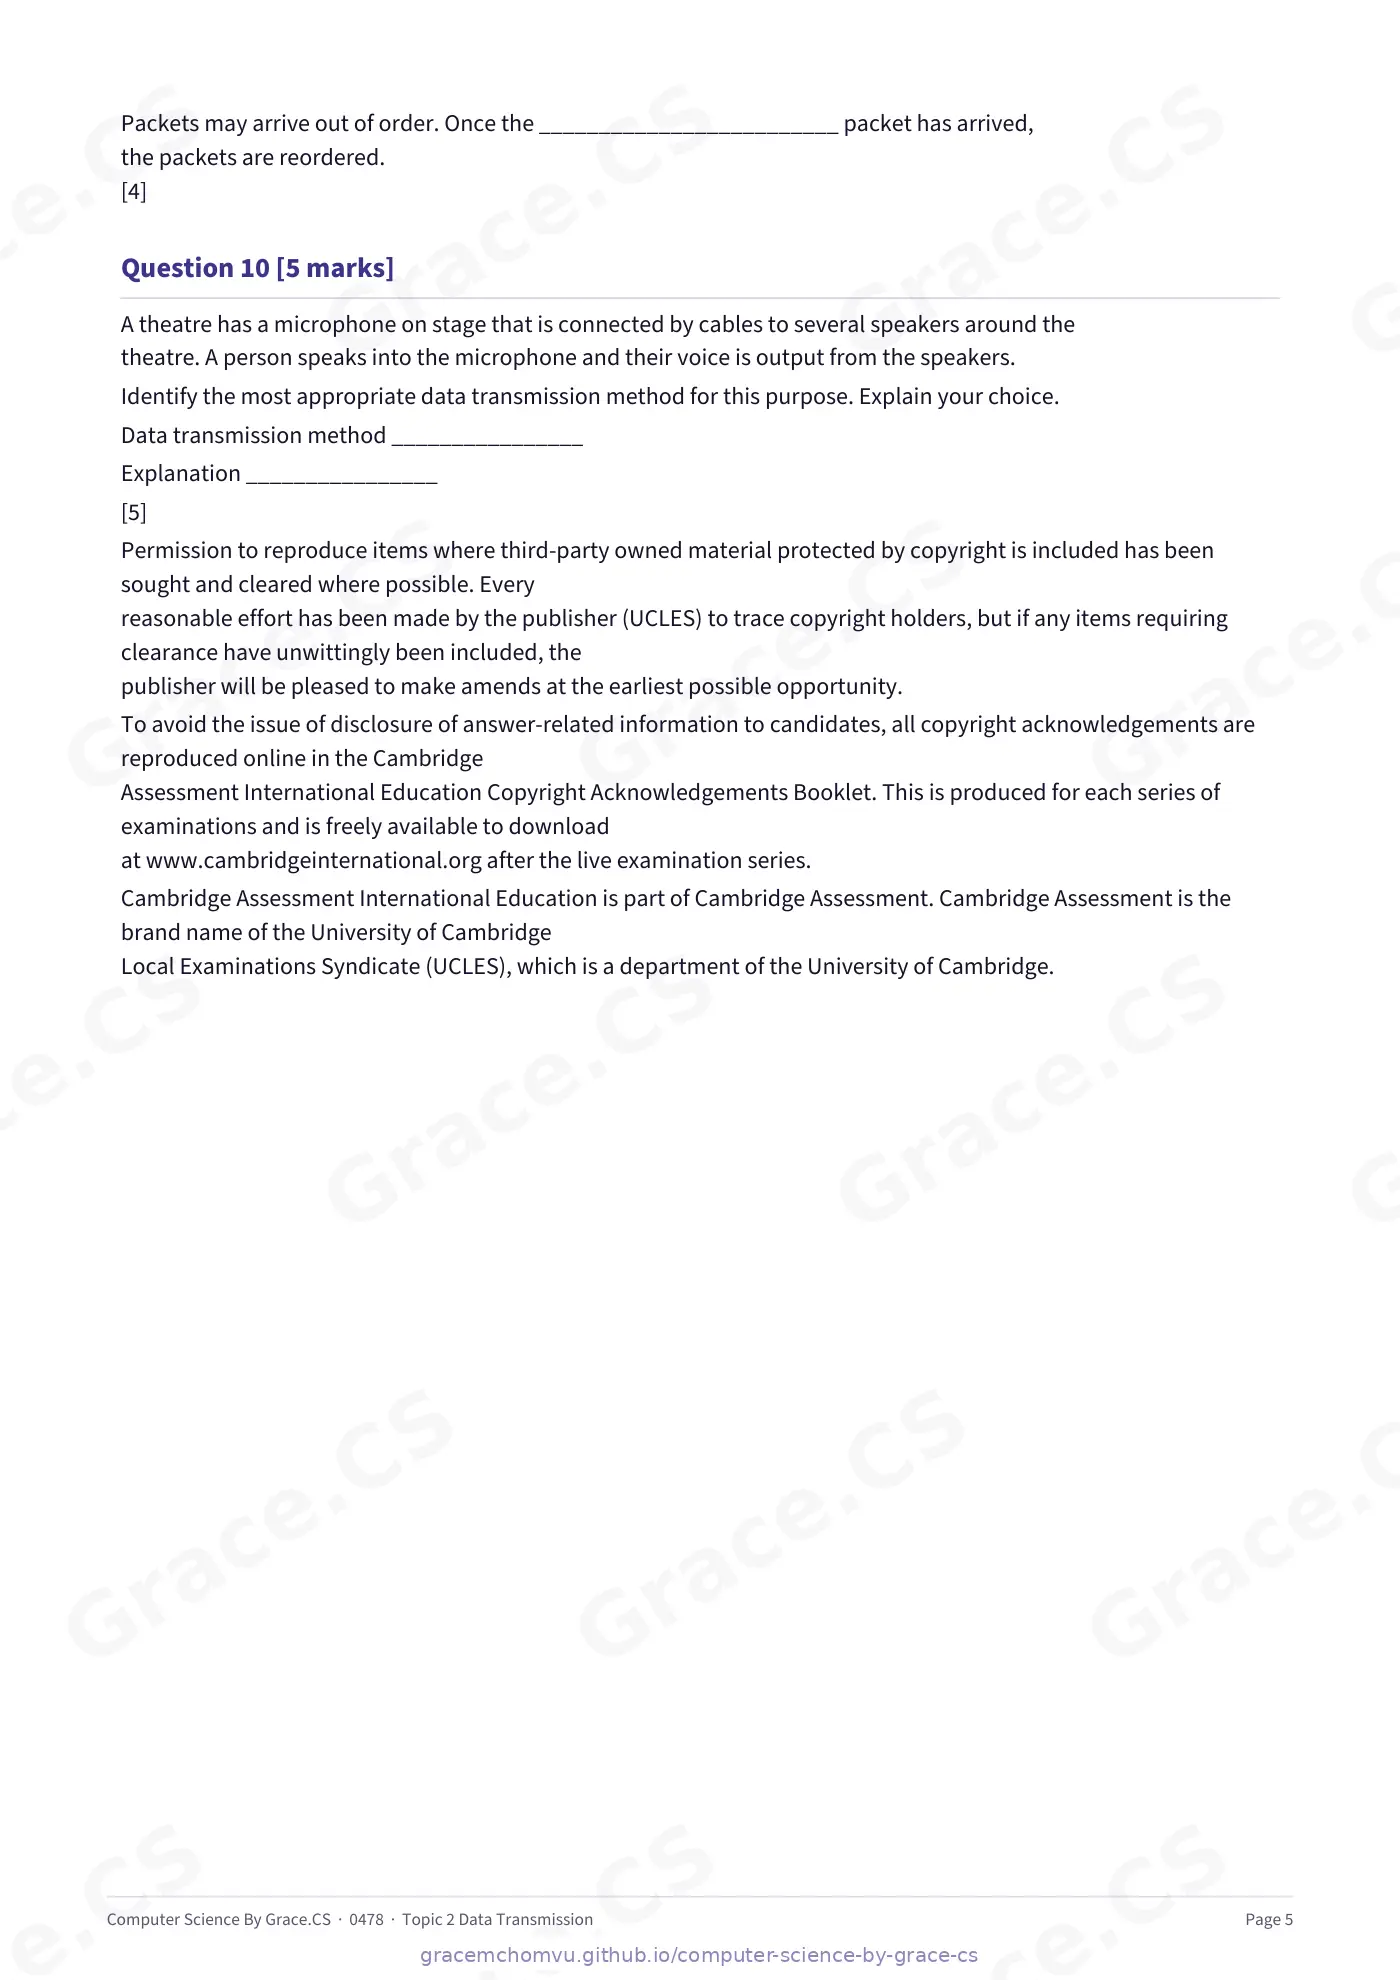 Packets may arrive out of order. Once the _________________________ packet has arrived,
the packets are reordered.
[4]
Question 10 [5 marks]
A theatre has a microphone on stage that is connected by cables to several speakers around the
theatre. A person speaks into the microphone and their voice is output from the speakers.
Identify the most appropriate data transmission method for this purpose. Explain your choice.
Data transmission method ________________
Explanation ________________
[5]
Permission to reproduce items where third-party owned material protected by copyright is included has been
sought and cleared where possible. Every
reasonable effort has been made by the publisher (UCLES) to trace copyright holders, but if any items requiring
clearance have unwittingly been included, the
publisher will be pleased to make amends at the earliest possible opportunity.
To avoid the issue of disclosure of answer-related information to candidates, all copyright acknowledgements are
reproduced online in the Cambridge
Assessment International Education Copyright Acknowledgements Booklet. This is produced for each series of
examinations and is freely available to download
at www.cambridgeinternational.org after the live examination series.
Cambridge Assessment International Education is part of Cambridge Assessment. Cambridge Assessment is the
brand name of the University of Cambridge
Local Examinations Syndicate (UCLES), which is a department of the University of Cambridge.
Computer Science By Grace.CS · 0478 · Topic 2 Data Transmission
Page 5
gracemchomvu.github.io/computer-science-by-grace-cs
Grace.CS